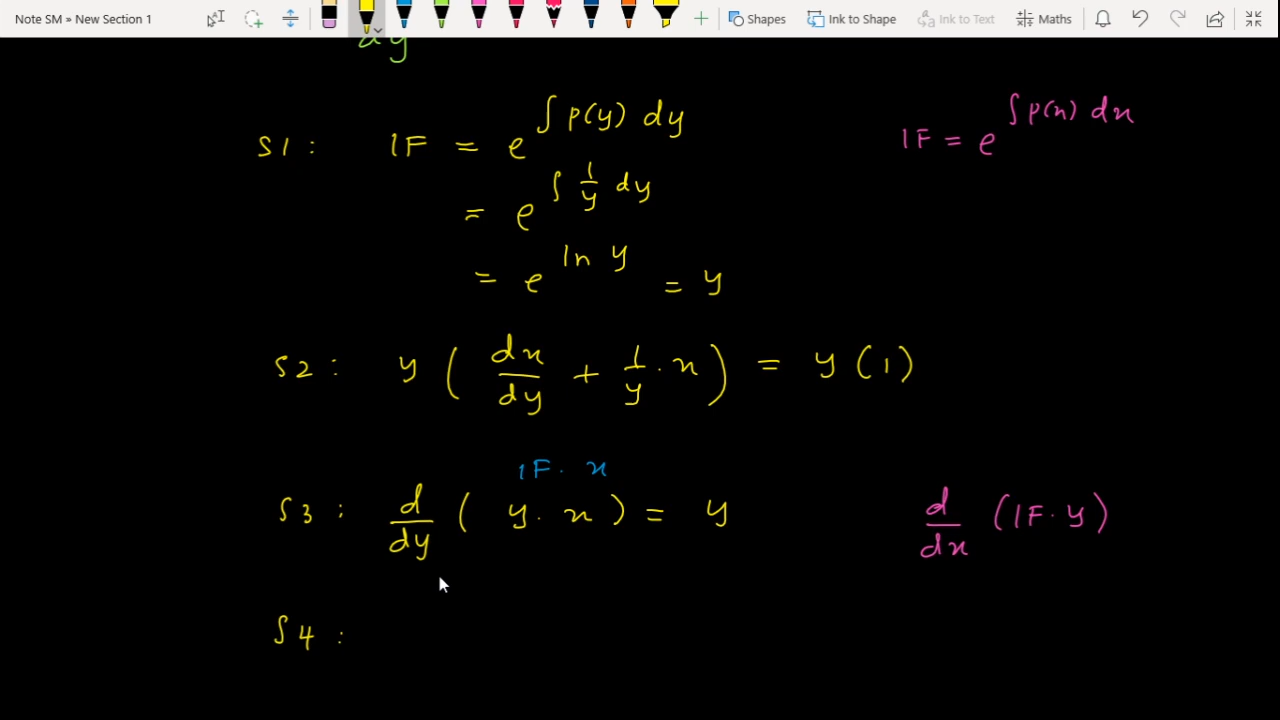 Note SM » New Section 1
Shapes
Ink to Shape
Ink to Text
Maths
dy
S1 : IF = e^{∫ p(y) dy}
IF = e^{∫ p(x) dx}
= e^{∫ 1/y dy}
= e^{ln y} = y
S2 : y ( dx/dy + 1/y · x ) = y (1)
IF · x
S3 : d/dy ( y · x ) = y
d/dx (IF · y)
S4 :